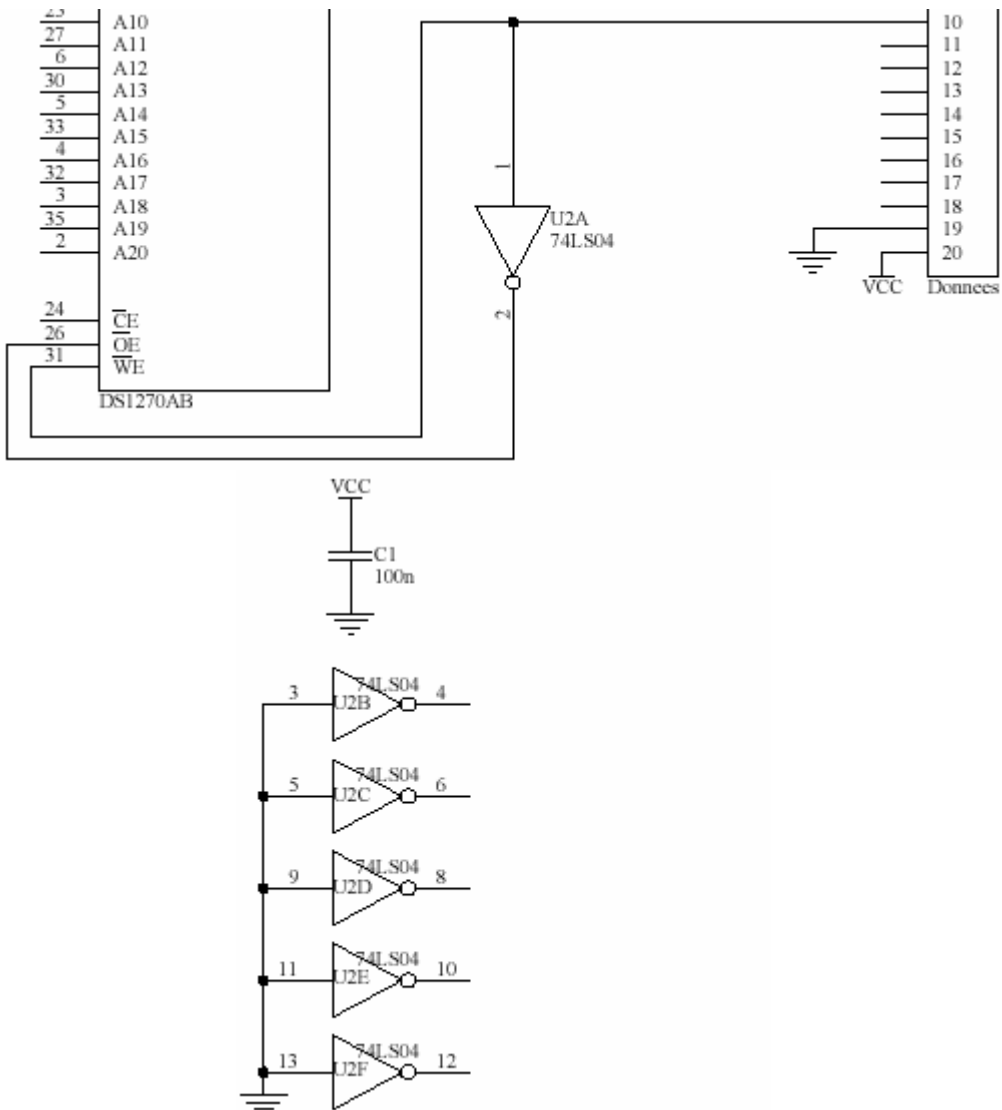 25 A10 10
27 A11 11
6 A12 12
30 A13 13
5 A14 14
33 A15 15
4 A16 16
32 A17 17
3 A18 18
35 A19 19
2 A20 20
1
U2A
74LS04
2
VCC Donnees
24 CE
26 OE
31 WE
DS1270AB
VCC
C1
100n
74LS04
3 U2B 4
74LS04
5 U2C 6
74LS04
9 U2D 8
74LS04
11 U2E 10
74LS04
13 U2F 12